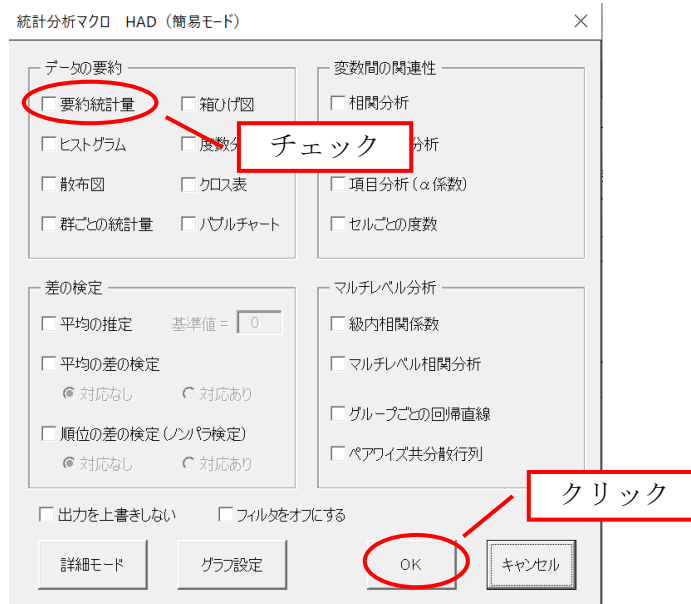 統計分析マクロ HAD（簡易モード）
データの要約
要約統計量
箱ひげ図
ヒストグラム
度数分
散布図
クロス表
群ごとの統計量
バブルチャート
チェック
変数間の関連性
相関分析
分析
項目分析(α係数)
セルごとの度数
差の検定
平均の推定 基準値 = 0
平均の差の検定
対応なし 対応あり
順位の差の検定(ノンパラ検定)
対応なし 対応あり
マルチレベル分析
級内相関係数
マルチレベル相関分析
グループごとの回帰直線
ペアワイズ共分散行列
クリック
出力を上書きしない フィルタをオフにする
詳細モード グラフ設定 OK キャンセル